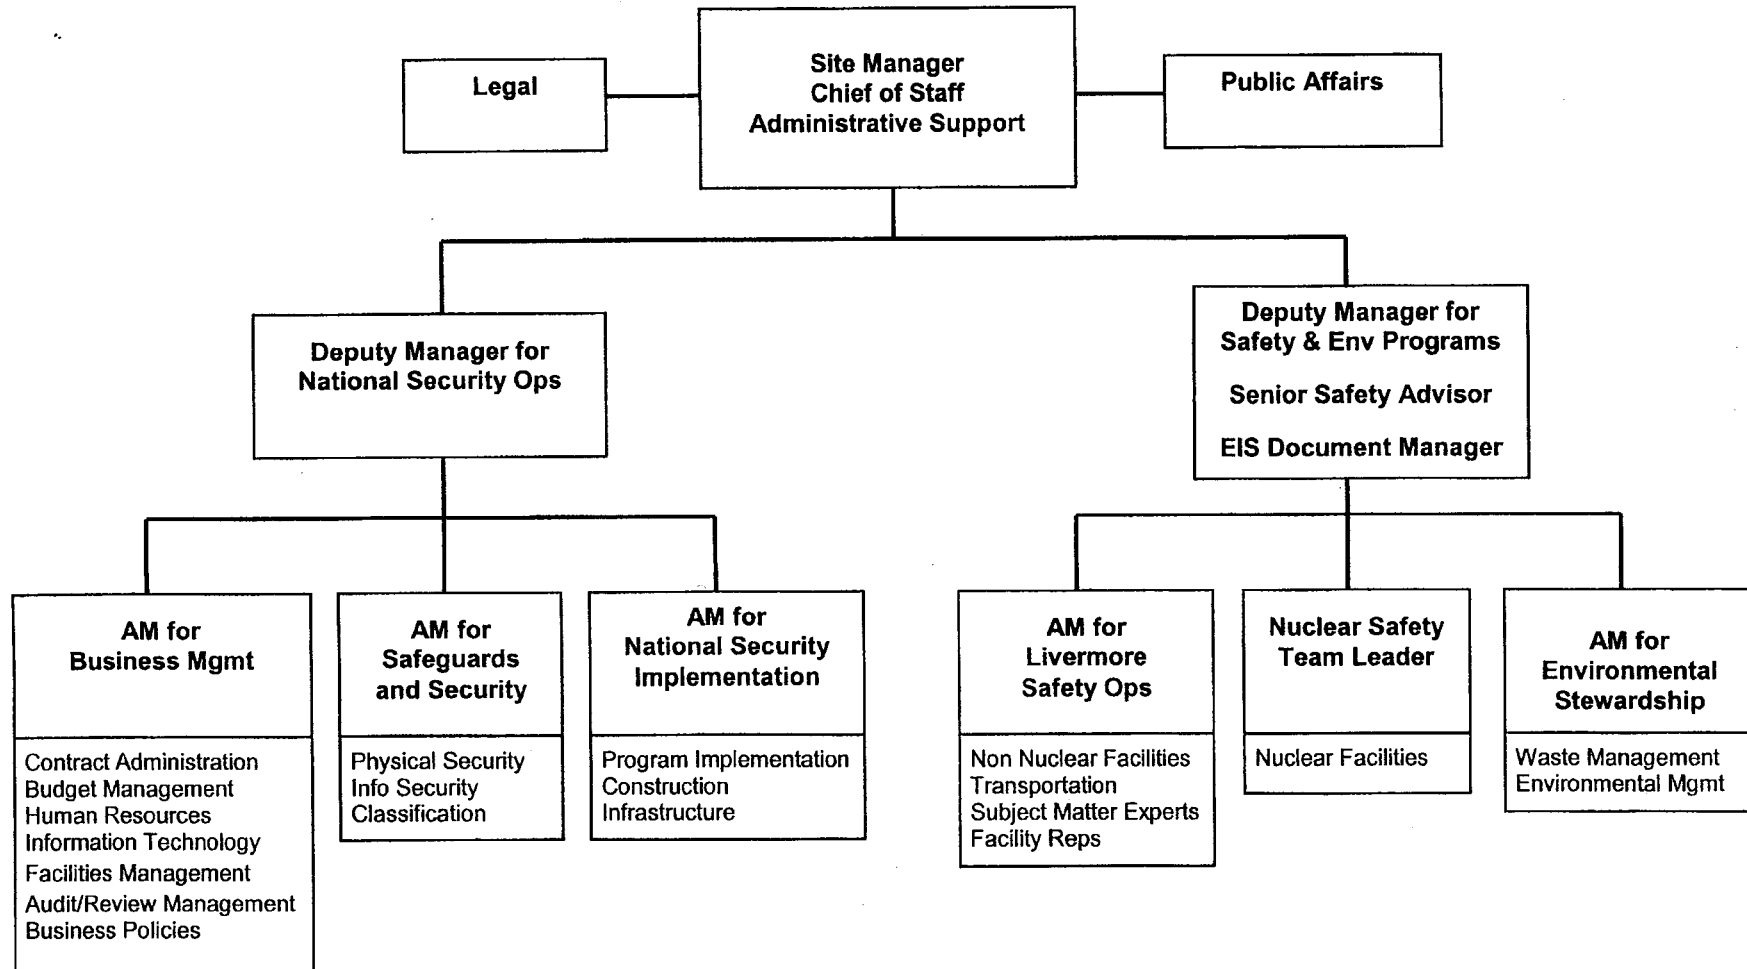 Legal
Site Manager
Chief of Staff
Administrative Support
Public Affairs
Deputy Manager for
National Security Ops
Deputy Manager for
Safety & Env Programs
Senior Safety Advisor
EIS Document Manager
AM for
Business Mgmt
Contract Administration
Budget Management
Human Resources
Information Technology
Facilities Management
Audit/Review Management
Business Policies
AM for
Safeguards
and Security
Physical Security
Info Security
Classification
AM for
National Security
Implementation
Program Implementation
Construction
Infrastructure
AM for
Livermore
Safety Ops
Non Nuclear Facilities
Transportation
Subject Matter Experts
Facility Reps
Nuclear Safety
Team Leader
Nuclear Facilities
AM for
Environmental
Stewardship
Waste Management
Environmental Mgmt